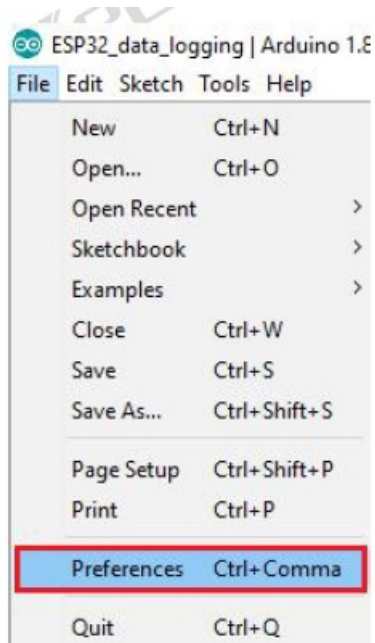 ESP32_data_logging | Arduino 1.8
File Edit Sketch Tools Help
New Ctrl+N
Open... Ctrl+O
Open Recent >
Sketchbook >
Examples >
Close Ctrl+W
Save Ctrl+S
Save As... Ctrl+Shift+S
Page Setup Ctrl+Shift+P
Print Ctrl+P
Preferences Ctrl+Comma
Quit Ctrl+Q